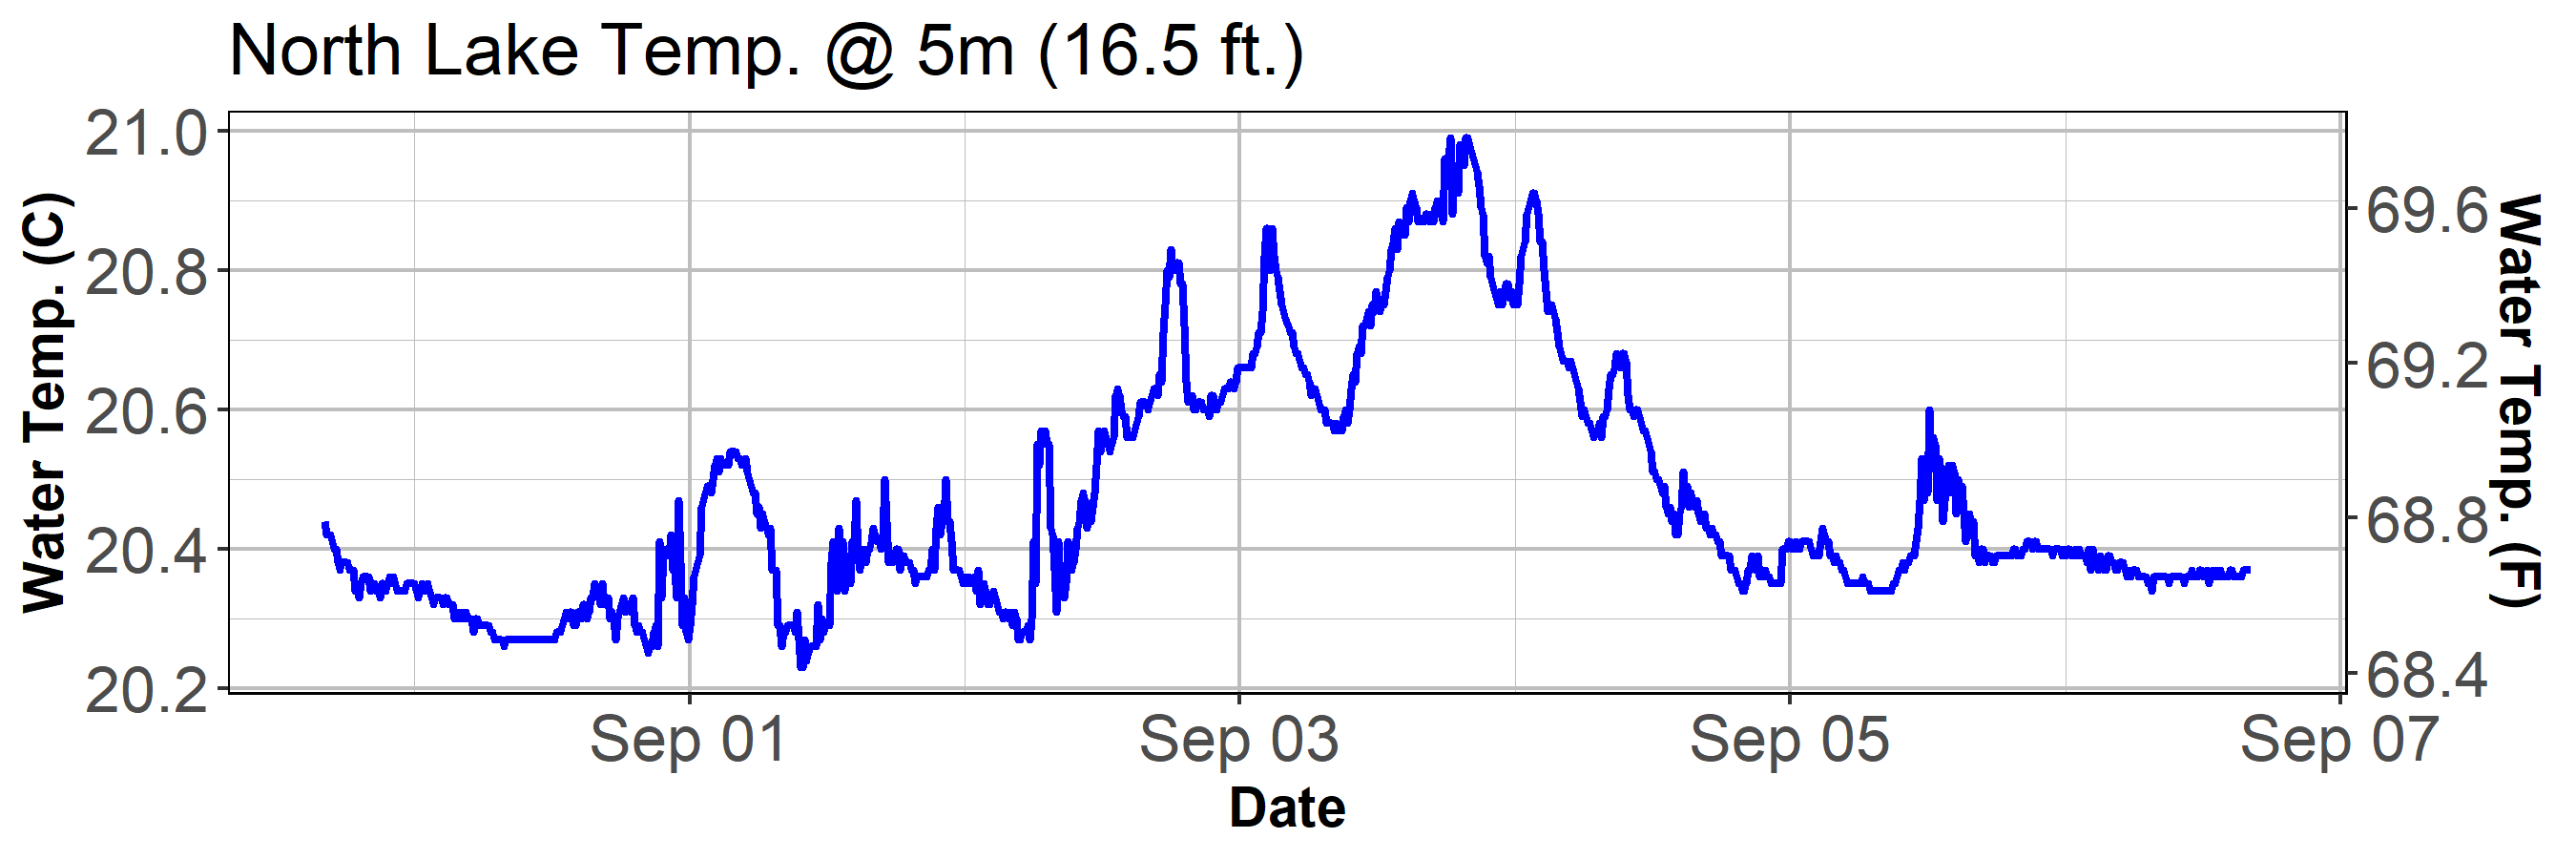 North Lake Temp. @ 5m (16.5 ft.)
Water Temp. (C)
21.0
20.8
20.6
20.4
20.2
69.6
69.2
68.8
68.4
Water Temp. (F)
Sep 01 Sep 03 Sep 05 Sep 07
Date